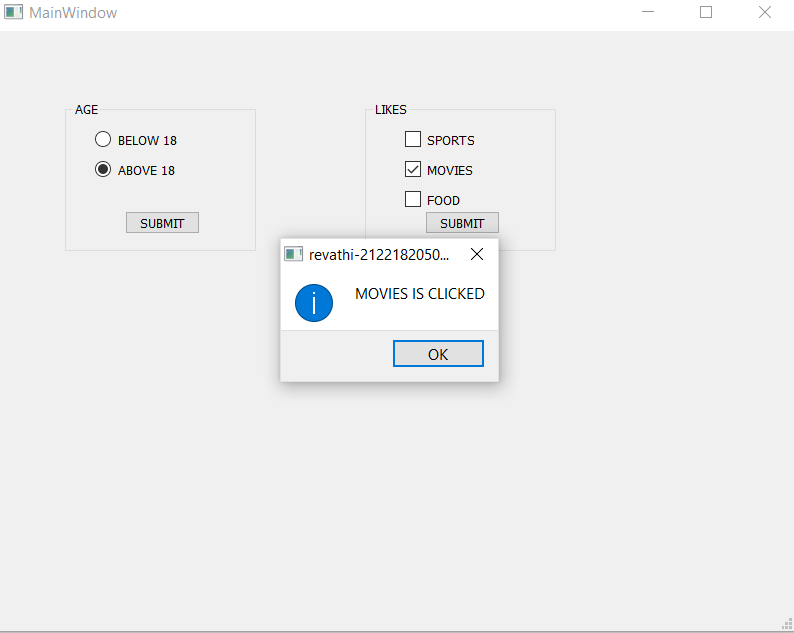 MainWindow
AGE
BELOW 18
ABOVE 18
SUBMIT
LIKES
SPORTS
MOVIES
FOOD
SUBMIT
revathi-2122182050...
MOVIES IS CLICKED
OK